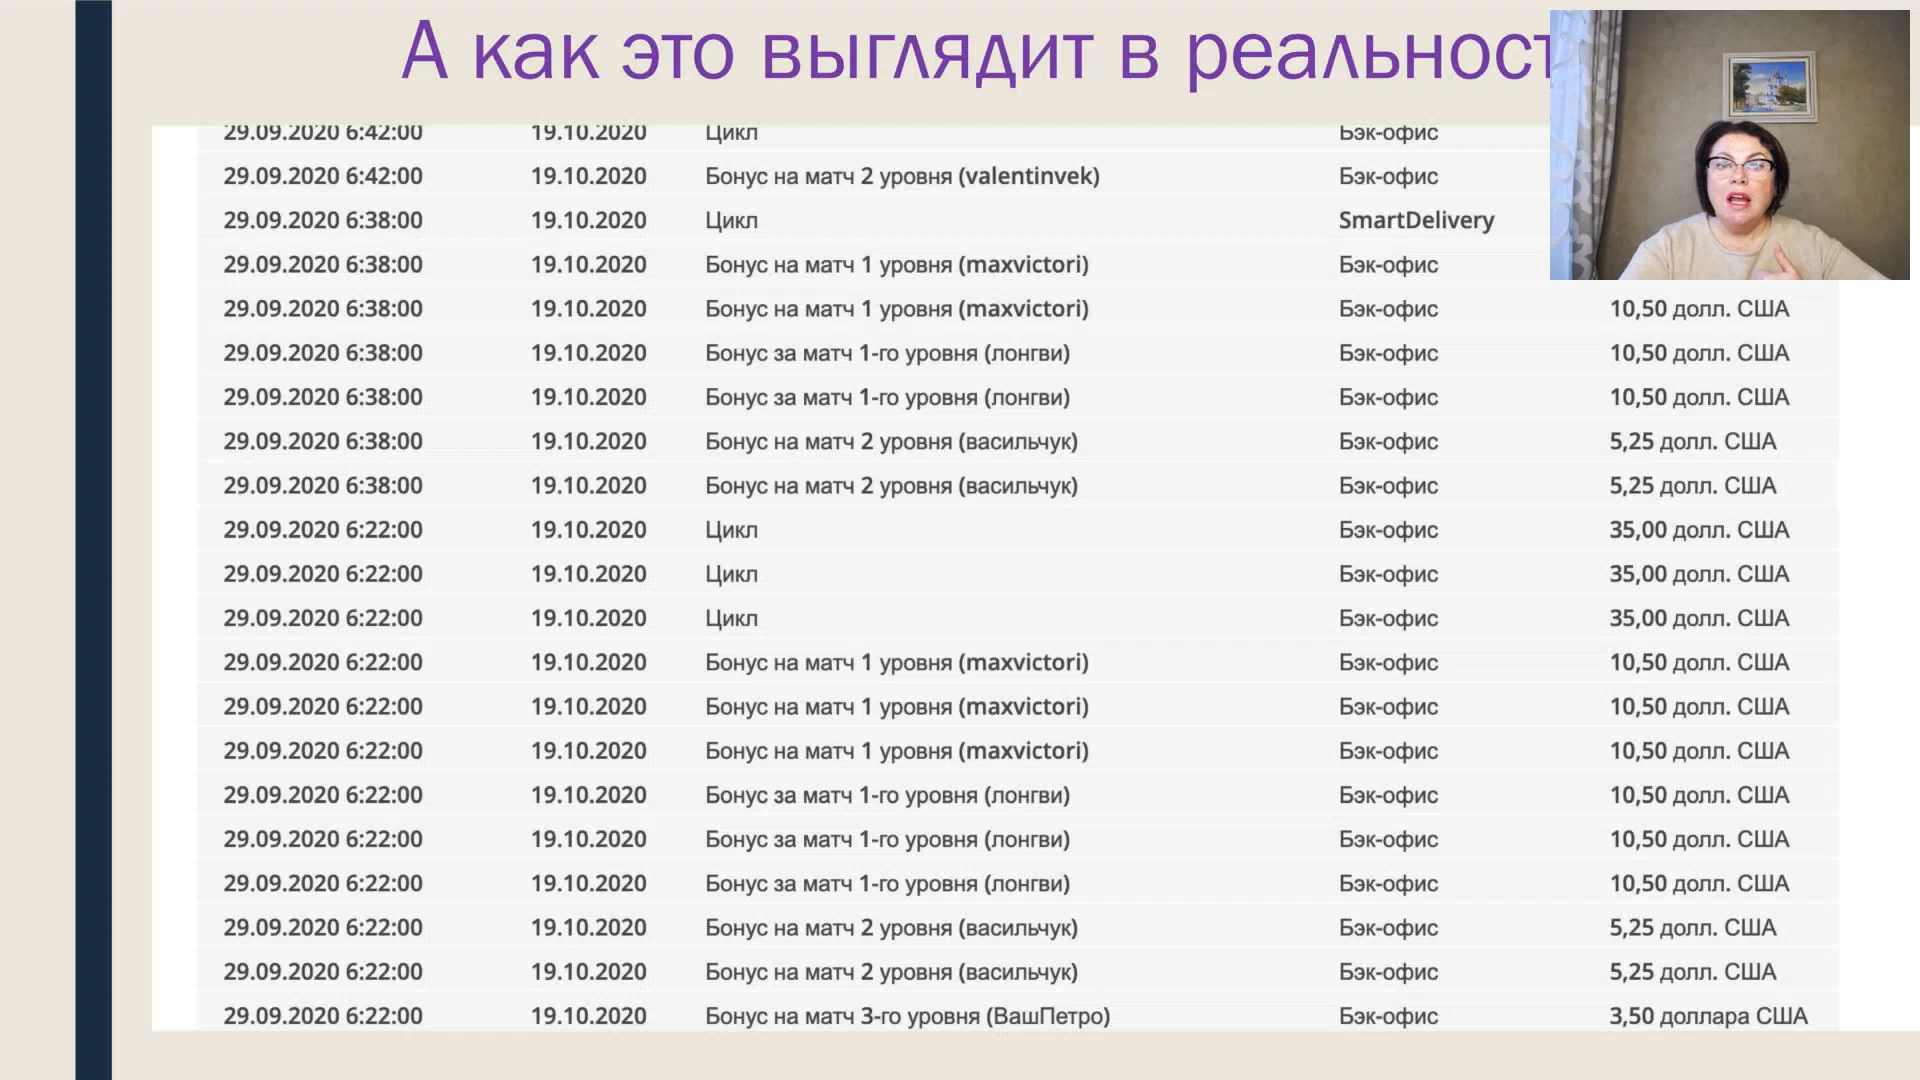 А как это выглядит в реальност
29.09.2020 6:42:00 19.10.2020 Цикл Бэк-офис
29.09.2020 6:42:00 19.10.2020 Бонус на матч 2 уровня (valentinvek) Бэк-офис
29.09.2020 6:38:00 19.10.2020 Цикл SmartDelivery
29.09.2020 6:38:00 19.10.2020 Бонус на матч 1 уровня (maxvictori) Бэк-офис
29.09.2020 6:38:00 19.10.2020 Бонус на матч 1 уровня (maxvictori) Бэк-офис 10,50 долл. США
29.09.2020 6:38:00 19.10.2020 Бонус за матч 1-го уровня (лонгви) Бэк-офис 10,50 долл. США
29.09.2020 6:38:00 19.10.2020 Бонус за матч 1-го уровня (лонгви) Бэк-офис 10,50 долл. США
29.09.2020 6:38:00 19.10.2020 Бонус на матч 2 уровня (васильчук) Бэк-офис 5,25 долл. США
29.09.2020 6:38:00 19.10.2020 Бонус на матч 2 уровня (васильчук) Бэк-офис 5,25 долл. США
29.09.2020 6:22:00 19.10.2020 Цикл Бэк-офис 35,00 долл. США
29.09.2020 6:22:00 19.10.2020 Цикл Бэк-офис 35,00 долл. США
29.09.2020 6:22:00 19.10.2020 Цикл Бэк-офис 35,00 долл. США
29.09.2020 6:22:00 19.10.2020 Бонус на матч 1 уровня (maxvictori) Бэк-офис 10,50 долл. США
29.09.2020 6:22:00 19.10.2020 Бонус на матч 1 уровня (maxvictori) Бэк-офис 10,50 долл. США
29.09.2020 6:22:00 19.10.2020 Бонус на матч 1 уровня (maxvictori) Бэк-офис 10,50 долл. США
29.09.2020 6:22:00 19.10.2020 Бонус за матч 1-го уровня (лонгви) Бэк-офис 10,50 долл. США
29.09.2020 6:22:00 19.10.2020 Бонус за матч 1-го уровня (лонгви) Бэк-офис 10,50 долл. США
29.09.2020 6:22:00 19.10.2020 Бонус за матч 1-го уровня (лонгви) Бэк-офис 10,50 долл. США
29.09.2020 6:22:00 19.10.2020 Бонус на матч 2 уровня (васильчук) Бэк-офис 5,25 долл. США
29.09.2020 6:22:00 19.10.2020 Бонус на матч 2 уровня (васильчук) Бэк-офис 5,25 долл. США
29.09.2020 6:22:00 19.10.2020 Бонус на матч 3-го уровня (ВашПетро) Бэк-офис 3,50 доллара США